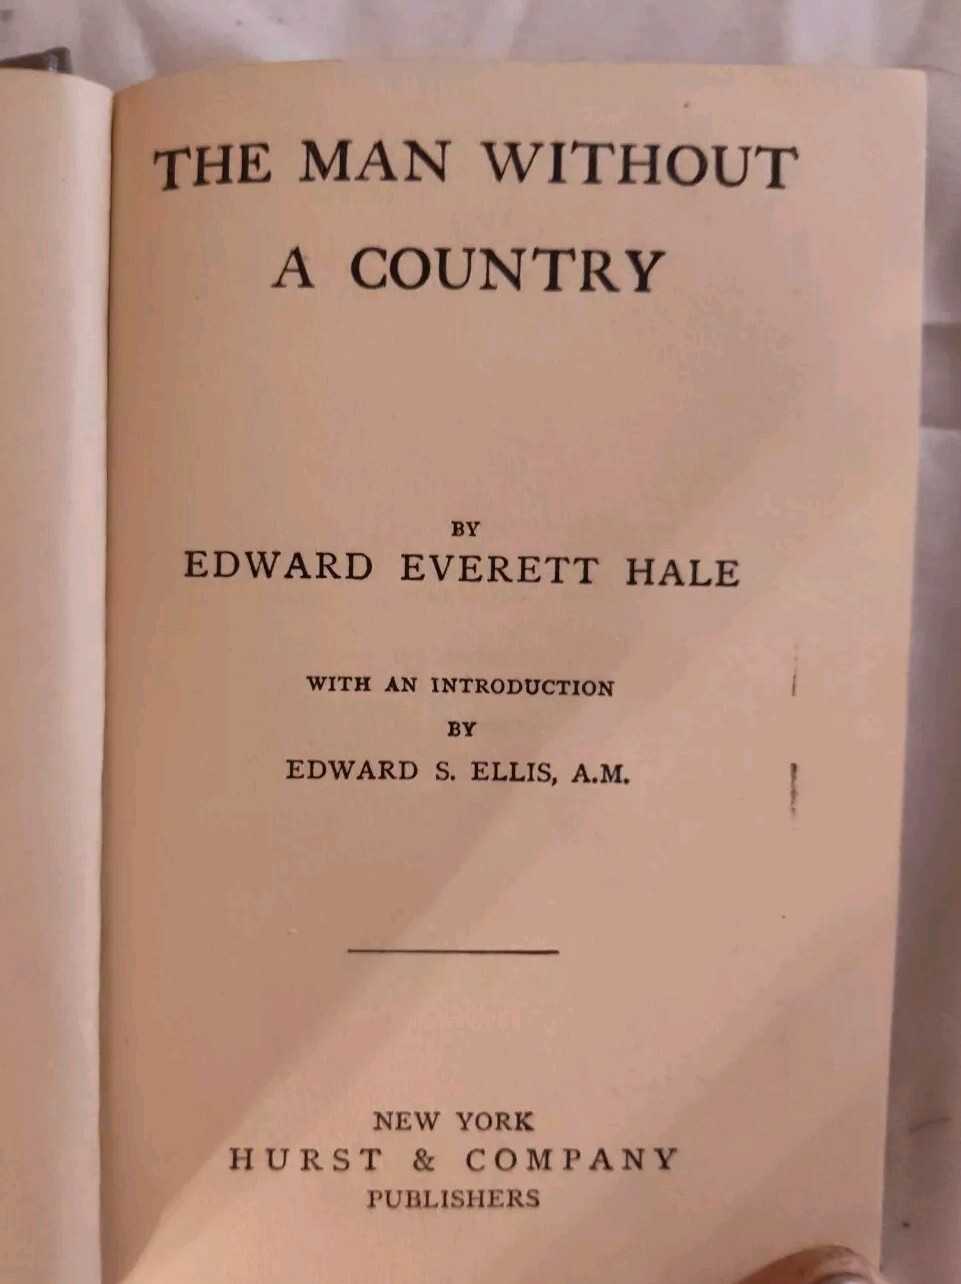 THE MAN WITHOUT
A COUNTRY
BY
EDWARD EVERETT HALE
WITH AN INTRODUCTION
BY
EDWARD S. ELLIS, A.M.
NEW YORK
HURST & COMPANY
PUBLISHERS